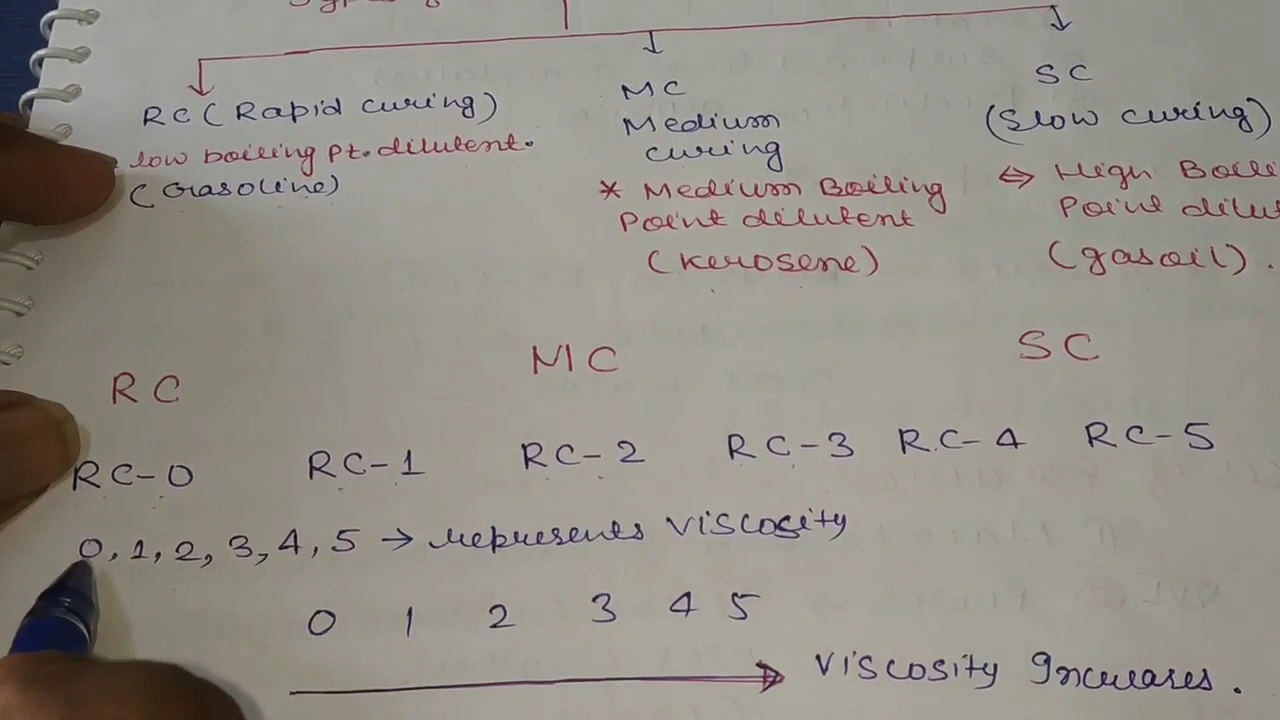 RC (Rapid curing)
low boiling pt. dilutent.
(Gasoline)
MC
Medium
curing
* Medium Boiling
Point dilutent
(kerosene)
SC
(Slow curing)
⇔ High Boili
Point dilut
(gasoil).
RC MC SC
RC-0 RC-1 RC-2 RC-3 RC-4 RC-5
0, 1, 2, 3, 4, 5 → represents viscosity
0 1 2 3 4 5
viscosity Increases.